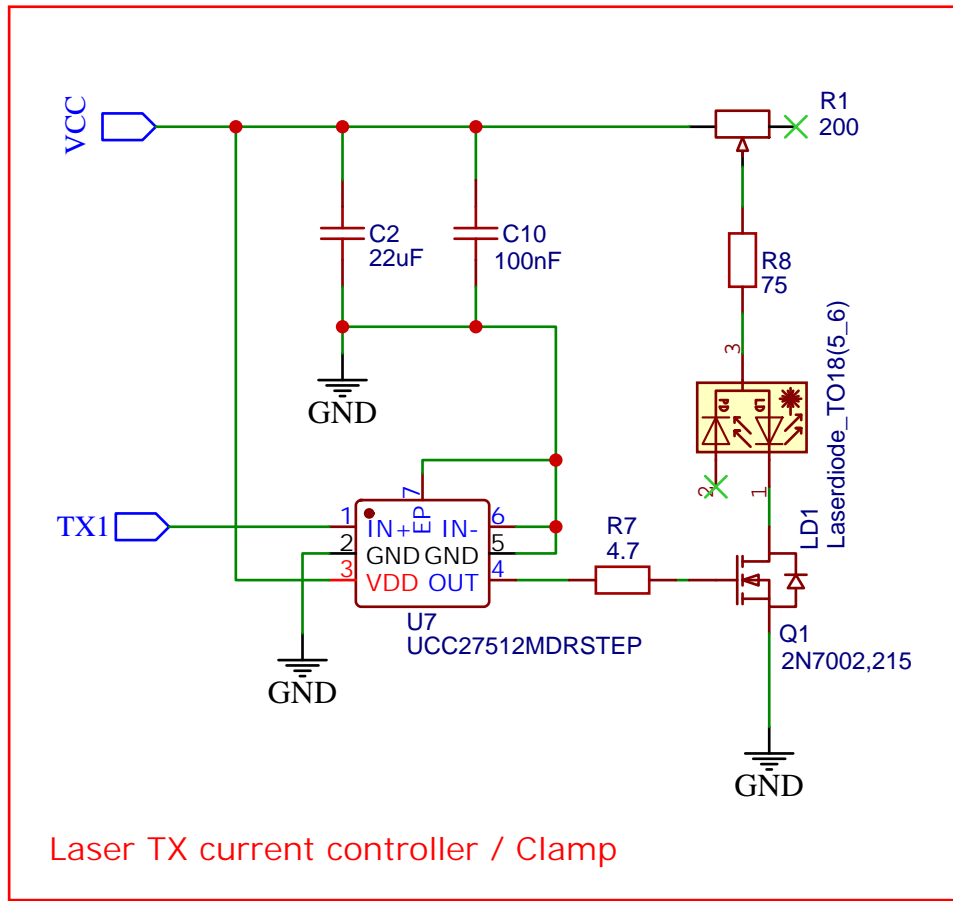 VCC
R1
200
C2
22uF
C10
100nF
R8
75
GND
3
PD
LD
2
1
LD1
Laserdiode_TO18(5_6)
TX1
7
EP
1
IN+
IN-
6
2
GND
GND
5
3
VDD
OUT
4
U7
UCC27512MDRSTEP
R7
4.7
Q1
2N7002,215
GND
GND
Laser TX current controller / Clamp